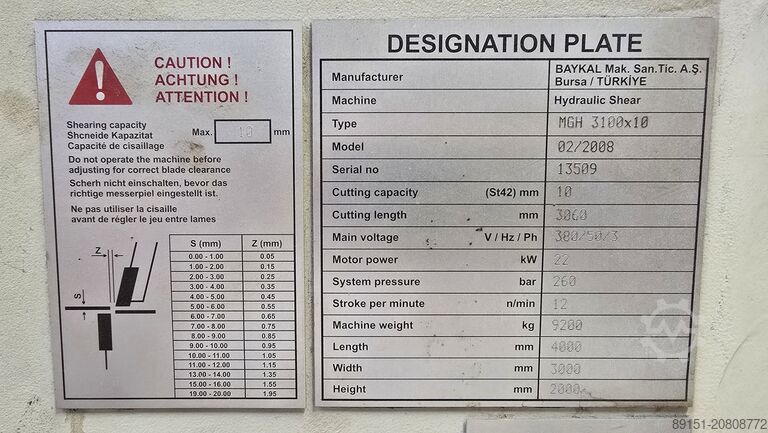 CAUTION !
ACHTUNG !
ATTENTION !
Shearing capacity
Shcneide Kapazitat
Capacité de cisaillage
Max. 10 mm
Do not operate the machine before
adjusting for correct blade clearance
Scherh nicht einschalten, bevor das
richtige messerpiel eingestellt ist.
Ne pas utiliser la cisaille
avant de régler le jeu entre lames
Z
S
S (mm) Z (mm)
0.00 - 1.00 0.05
1.00 - 2.00 0.15
2.00 - 3.00 0.25
3.00 - 4.00 0.35
4.00 - 5.00 0.45
5.00 - 6.00 0.55
6.00 - 7.00 0.65
7.00 - 8.00 0.75
8.00 - 9.00 0.85
9.00 - 10.00 0.95
10.00 - 11.00 1.05
11.00 - 12.00 1.15
13.00 - 14.00 1.35
15.00 - 16.00 1.55
19.00 - 20.00 1.95
DESIGNATION PLATE
Manufacturer BAYKAL Mak. San.Tic. A.Ş.
Bursa / TÜRKİYE
Machine Hydraulic Shear
Type MGH 3100x10
Model 02/2008
Serial no 13509
Cutting capacity (St42) mm 10
Cutting length mm 3060
Main voltage V / Hz / Ph 380/50/3
Motor power kW 22
System pressure bar 260
Stroke per minute n/min 12
Machine weight kg 9200
Length mm 4000
Width mm 3000
Height mm 2000
89151-20808772